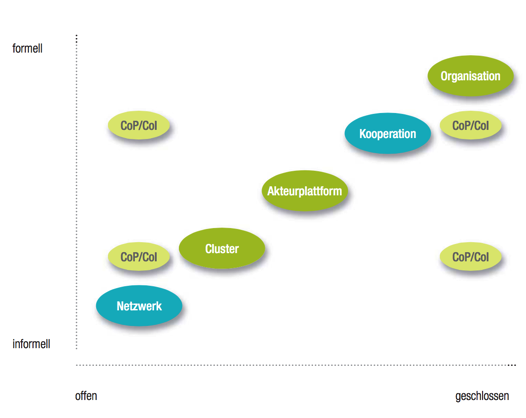 formell
Organisation
CoP/CoI
CoP/CoI
Kooperation
Akteurplattform
Cluster
CoP/CoI
CoP/CoI
Netzwerk
informell
offen
geschlossen